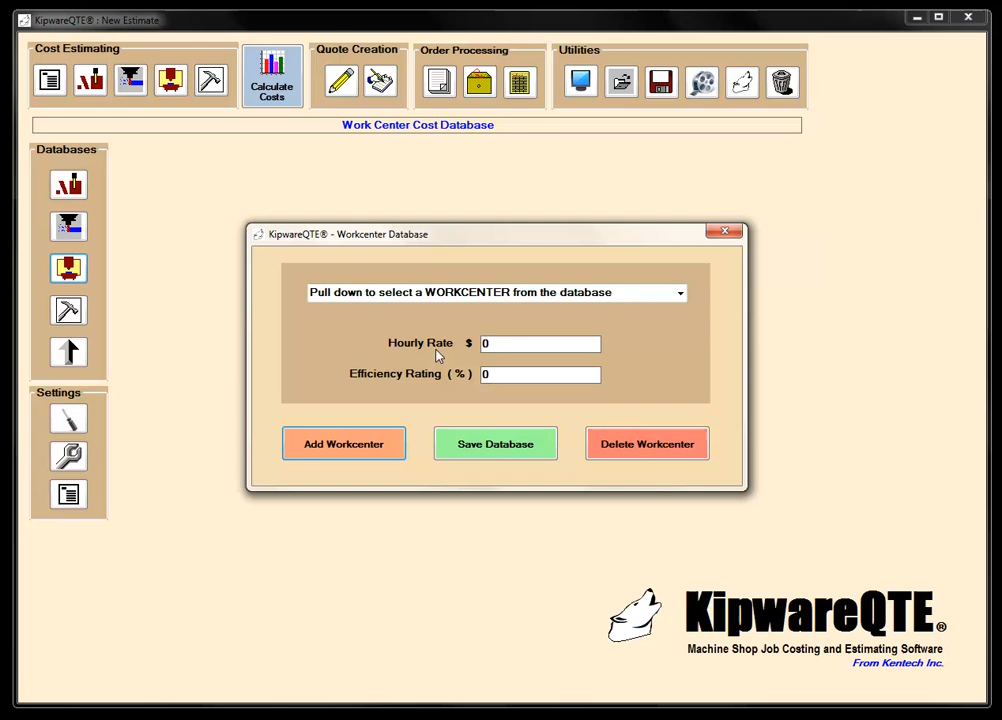 KipwareQTE® : New Estimate
Cost Estimating
Calculate
Costs
Quote Creation
Order Processing
Utilities
Work Center Cost Database
Databases
Settings
KipwareQTE® - Workcenter Database
Pull down to select a WORKCENTER from the database
Hourly Rate $ 0
Efficiency Rating ( % ) 0
Add Workcenter
Save Database
Delete Workcenter
KipwareQTE®
Machine Shop Job Costing and Estimating Software
From Kentech Inc.